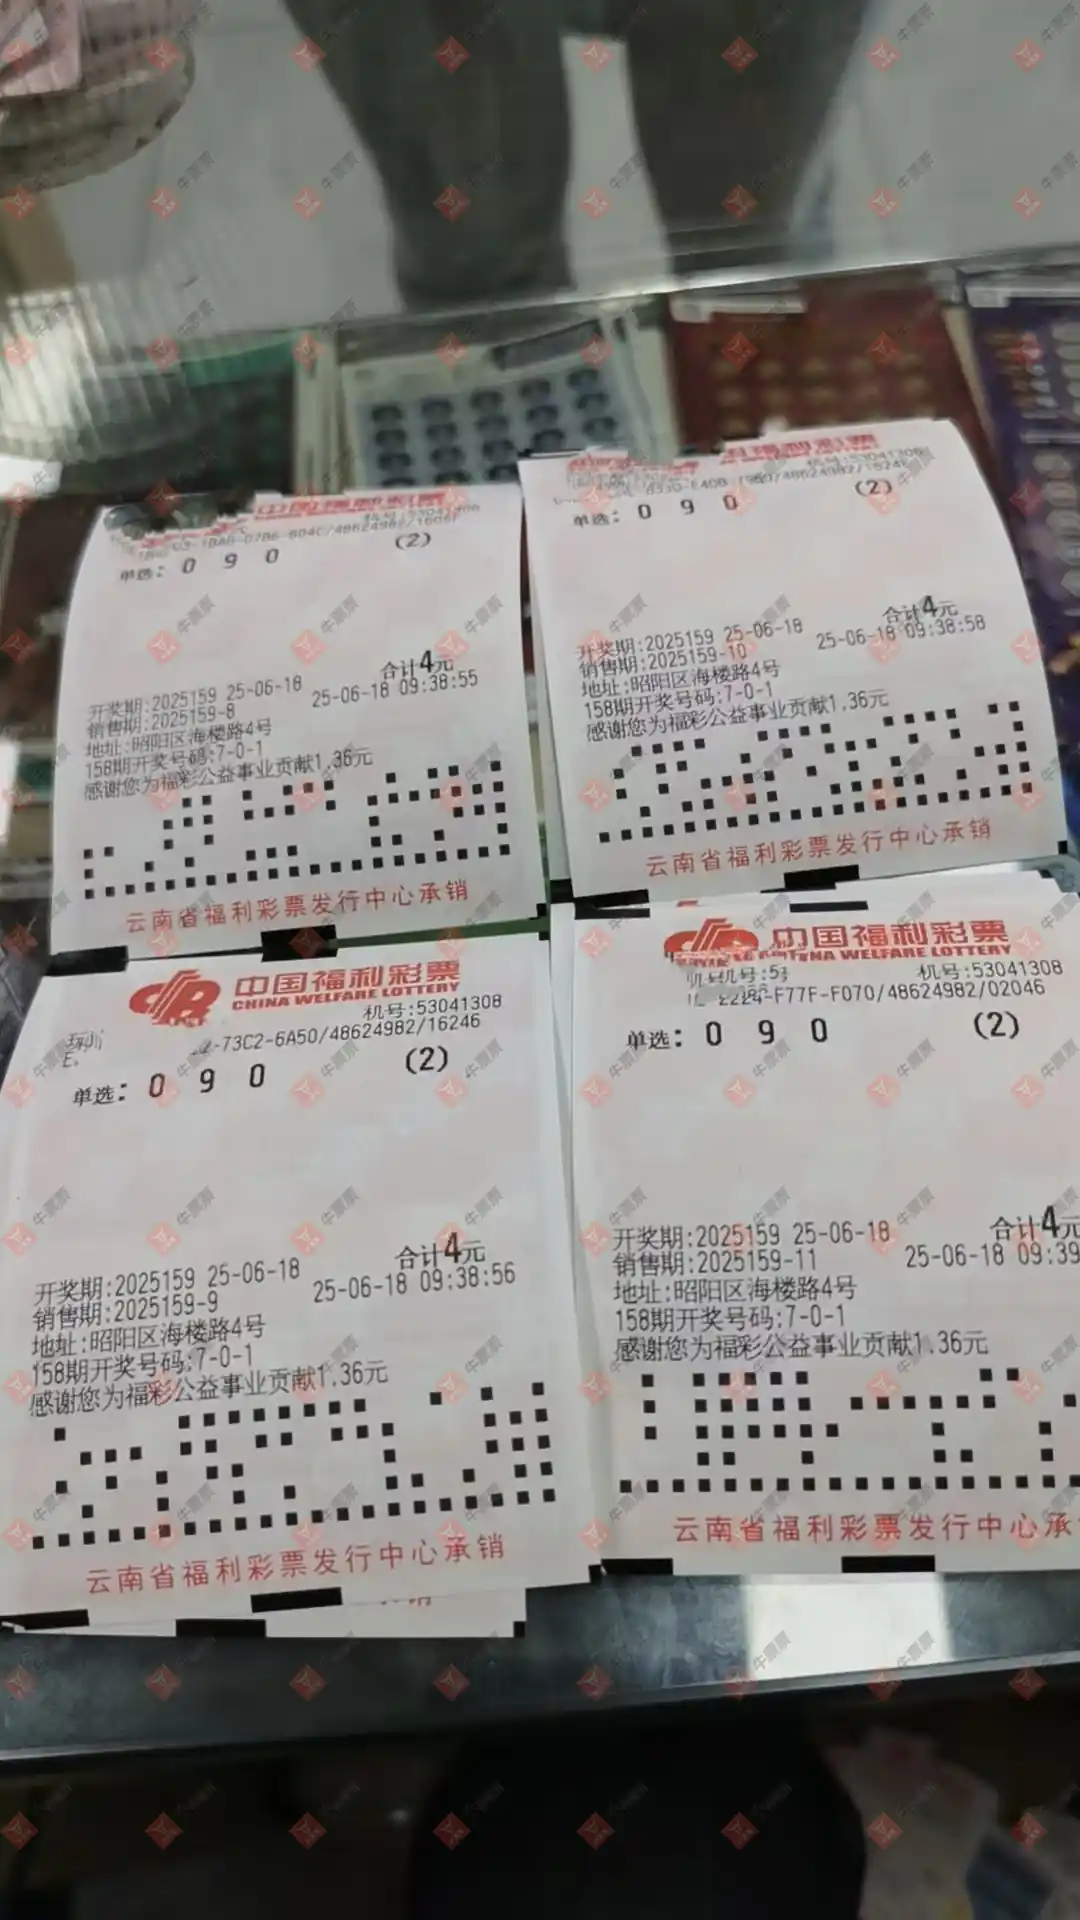 中国福利彩票
机号:53041308
单选: 0 9 0 (2)
合计4元
开奖期:2025159 25-06-18
销售期:2025159-8 25-06-18 09:38:55
地址:昭阳区海楼路4号
158期开奖号码:7-0-1
感谢您为福彩公益事业贡献1.36元
云南省福利彩票发行中心承销
中国福利彩票
机号:53041308
单选: 0 9 0 (2)
合计4元
开奖期:2025159 25-06-18
销售期:2025159-10 25-06-18 09:38:58
地址:昭阳区海楼路4号
158期开奖号码:7-0-1
感谢您为福彩公益事业贡献1.36元
云南省福利彩票发行中心承销
中国福利彩票
CHINA WELFARE LOTTERY
机号:53041308
-73C2-6A50/48624982/16246
单选: 0 9 0 (2)
合计4元
开奖期:2025159 25-06-18
销售期:2025159-9 25-06-18 09:38:56
地址:昭阳区海楼路4号
158期开奖号码:7-0-1
感谢您为福彩公益事业贡献1.36元
云南省福利彩票发行中心承销
中国福利彩票
WELFARE LOTTERY
机号:53041308
-F77F-F070/48624982/02046
单选: 0 9 0 (2)
合计4元
开奖期:2025159 25-06-18
销售期:2025159-11 25-06-18 09:39
地址:昭阳区海楼路4号
158期开奖号码:7-0-1
感谢您为福彩公益事业贡献1.36元
云南省福利彩票发行中心承
牛票票